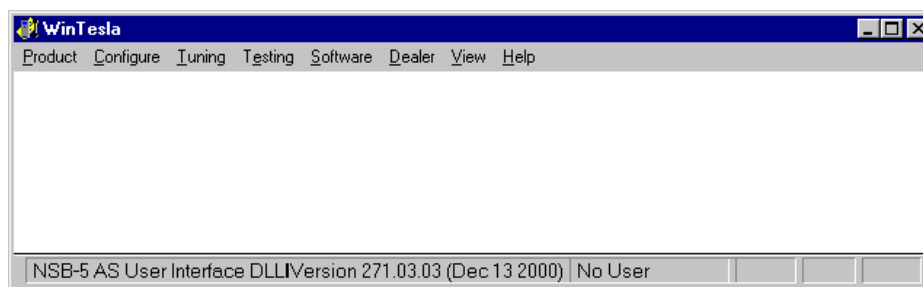 WinTesla
Product Configure Tuning Testing Software Dealer View Help
NSB-5 AS User Interface DLLIVersion 271.03.03 (Dec 13 2000) No User